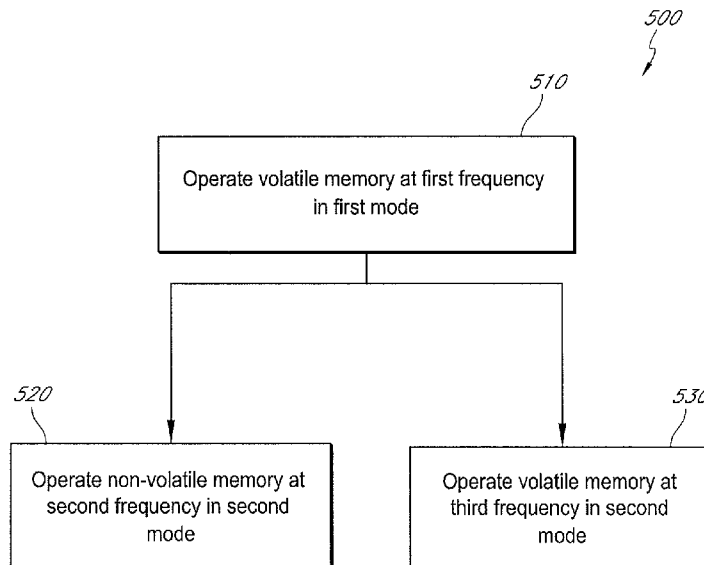 500
510
Operate volatile memory at first frequency
in first mode
520
530
Operate non-volatile memory at
second frequency in second
mode
Operate volatile memory at
third frequency in second
mode